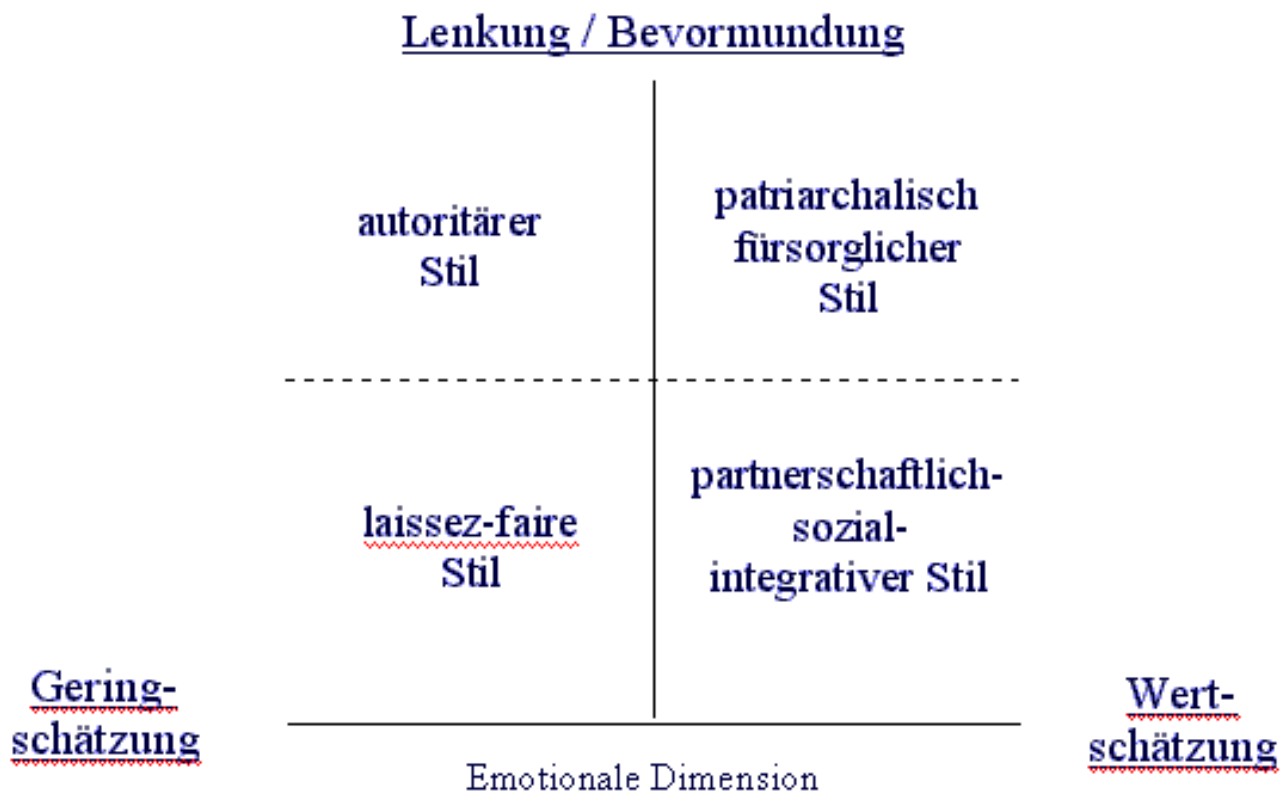 Lenkung / Bevormundung
autoritärer
Stil
patriarchalisch
fürsorglicher
Stil
laissez-faire
Stil
partnerschaftlich-
sozial-
integrativer Stil
Gering-
schätzung
Wert-
schätzung
Emotionale Dimension